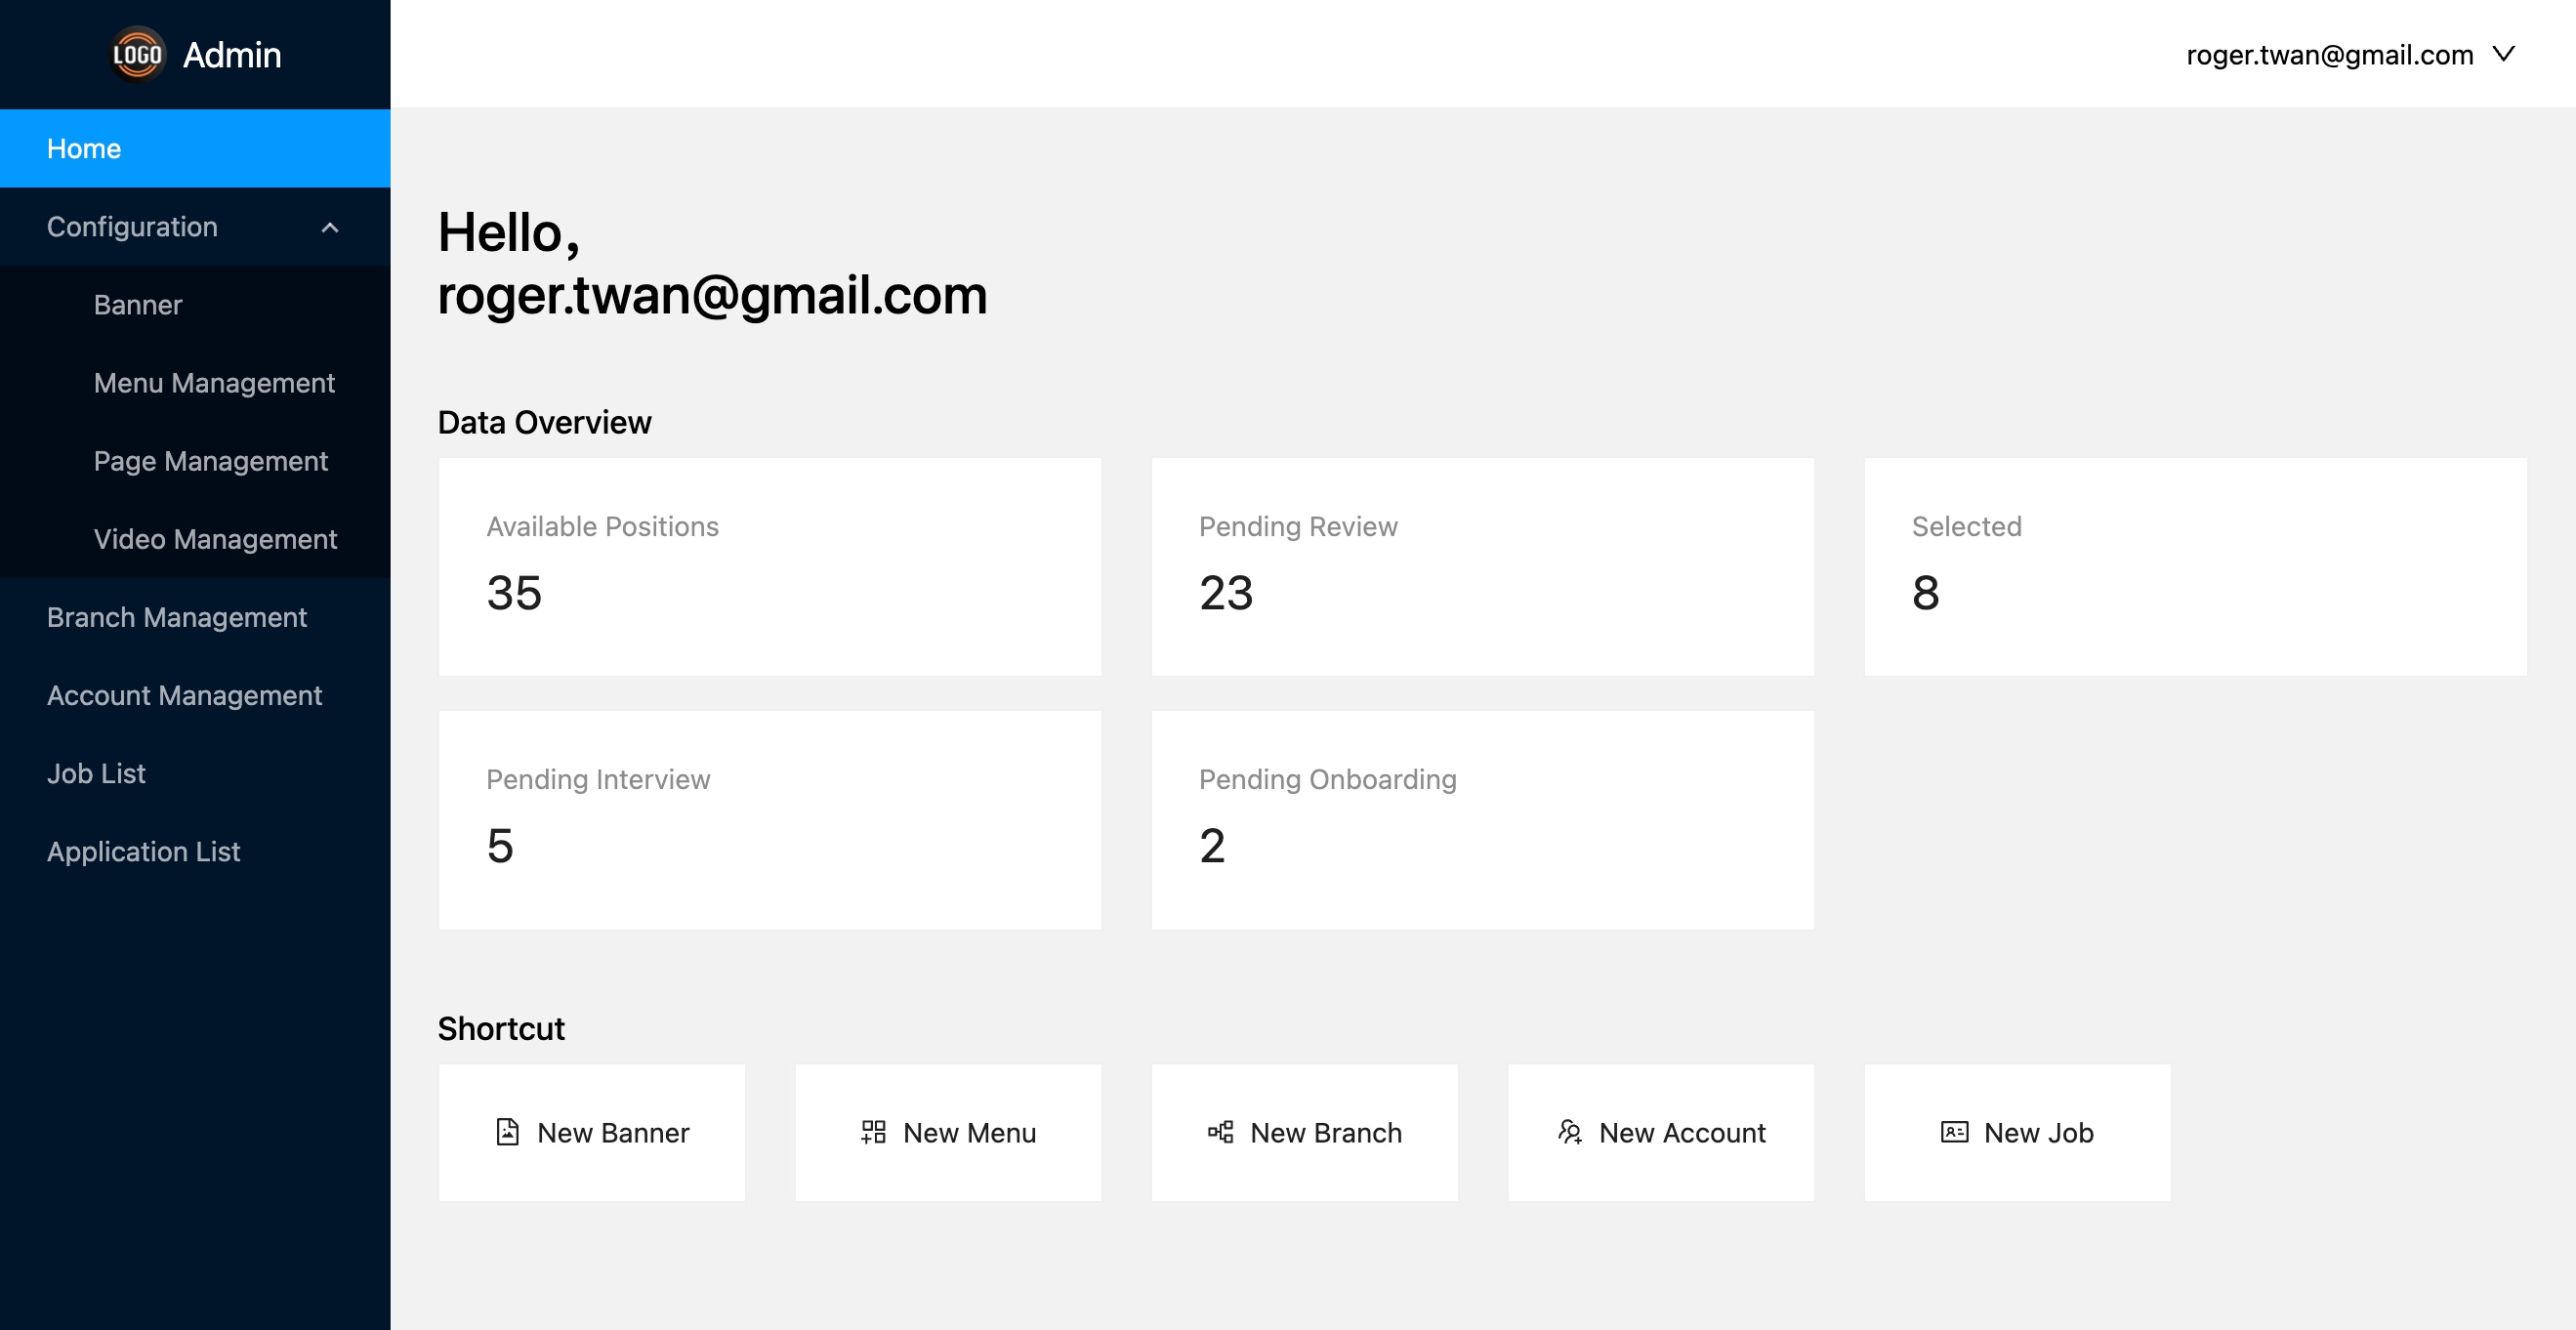 LOGO Admin
roger.twan@gmail.com
Home
Configuration
Banner
Menu Management
Page Management
Video Management
Branch Management
Account Management
Job List
Application List
Hello,
roger.twan@gmail.com
Data Overview
Available Positions
35
Pending Review
23
Selected
8
Pending Interview
5
Pending Onboarding
2
Shortcut
New Banner
New Menu
New Branch
New Account
New Job